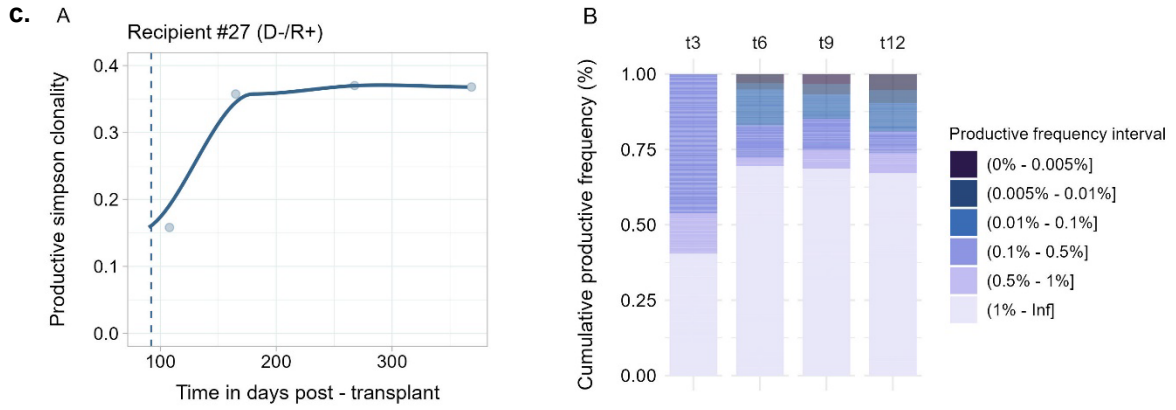 c. A
Recipient #27 (D-/R+)
Productive simpson clonality
0.4
0.3
0.2
0.1
0.0
100 200 300
Time in days post - transplant
B
t3 t6 t9 t12
Cumulative productive frequency (%)
1.00
0.75
0.50
0.25
0.00
Productive frequency interval
(0% - 0.005%]
(0.005% - 0.01%]
(0.01% - 0.1%]
(0.1% - 0.5%]
(0.5% - 1%]
(1% - Inf]